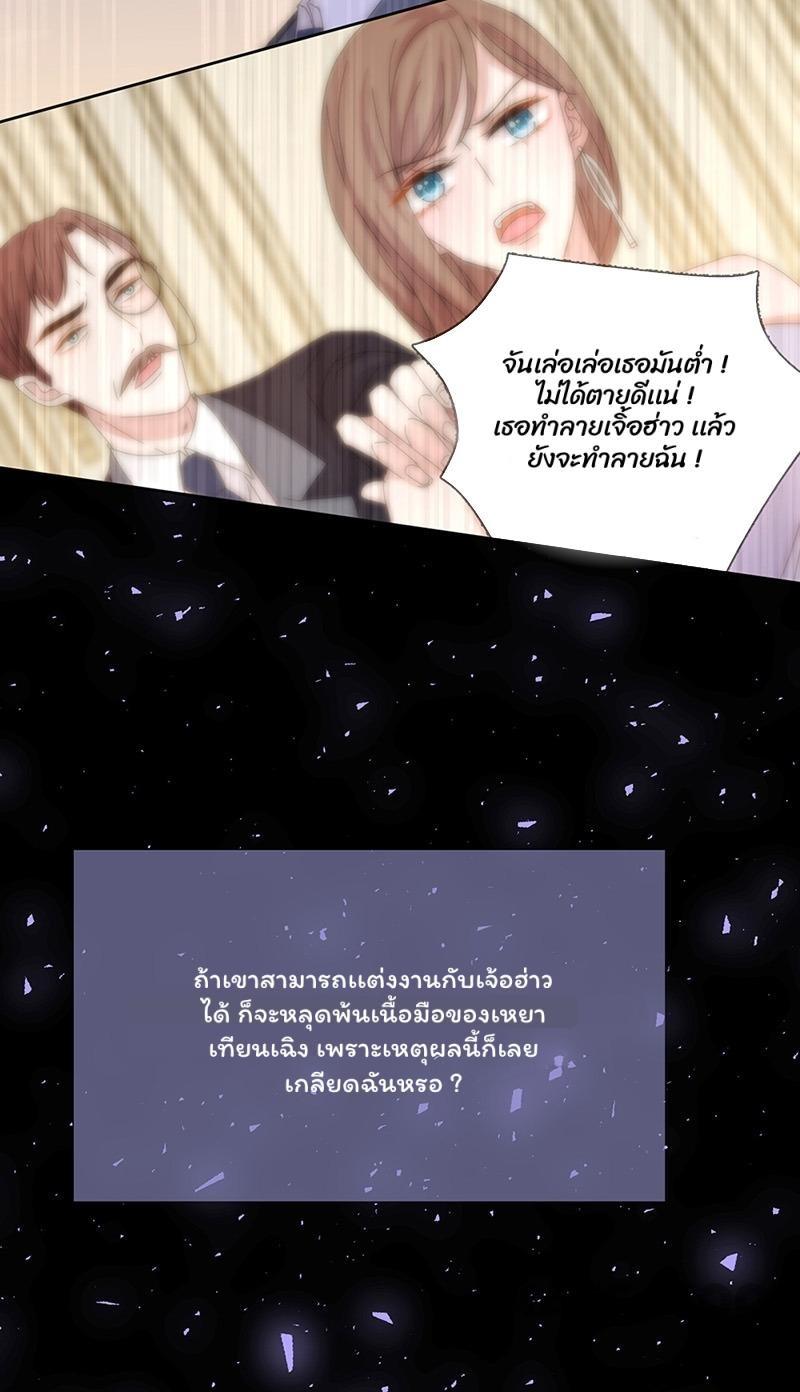 จันเล่อเล่อเธอมันต่ำ !
ไม่ได้ตายดีแน่ !
เธอทำลายเจิ้อฮ่าว แล้ว
ยังจะทำลายฉัน !
ถ้าเขาสามารถแต่งงานกับเจ้อฮ่าว
ได้ ก็จะหลุดพ้นเนื้อมือของเหยา
เทียนเฉิง เพราะเหตุผลนี้ก็เลย
เกลียดฉันหรอ ?